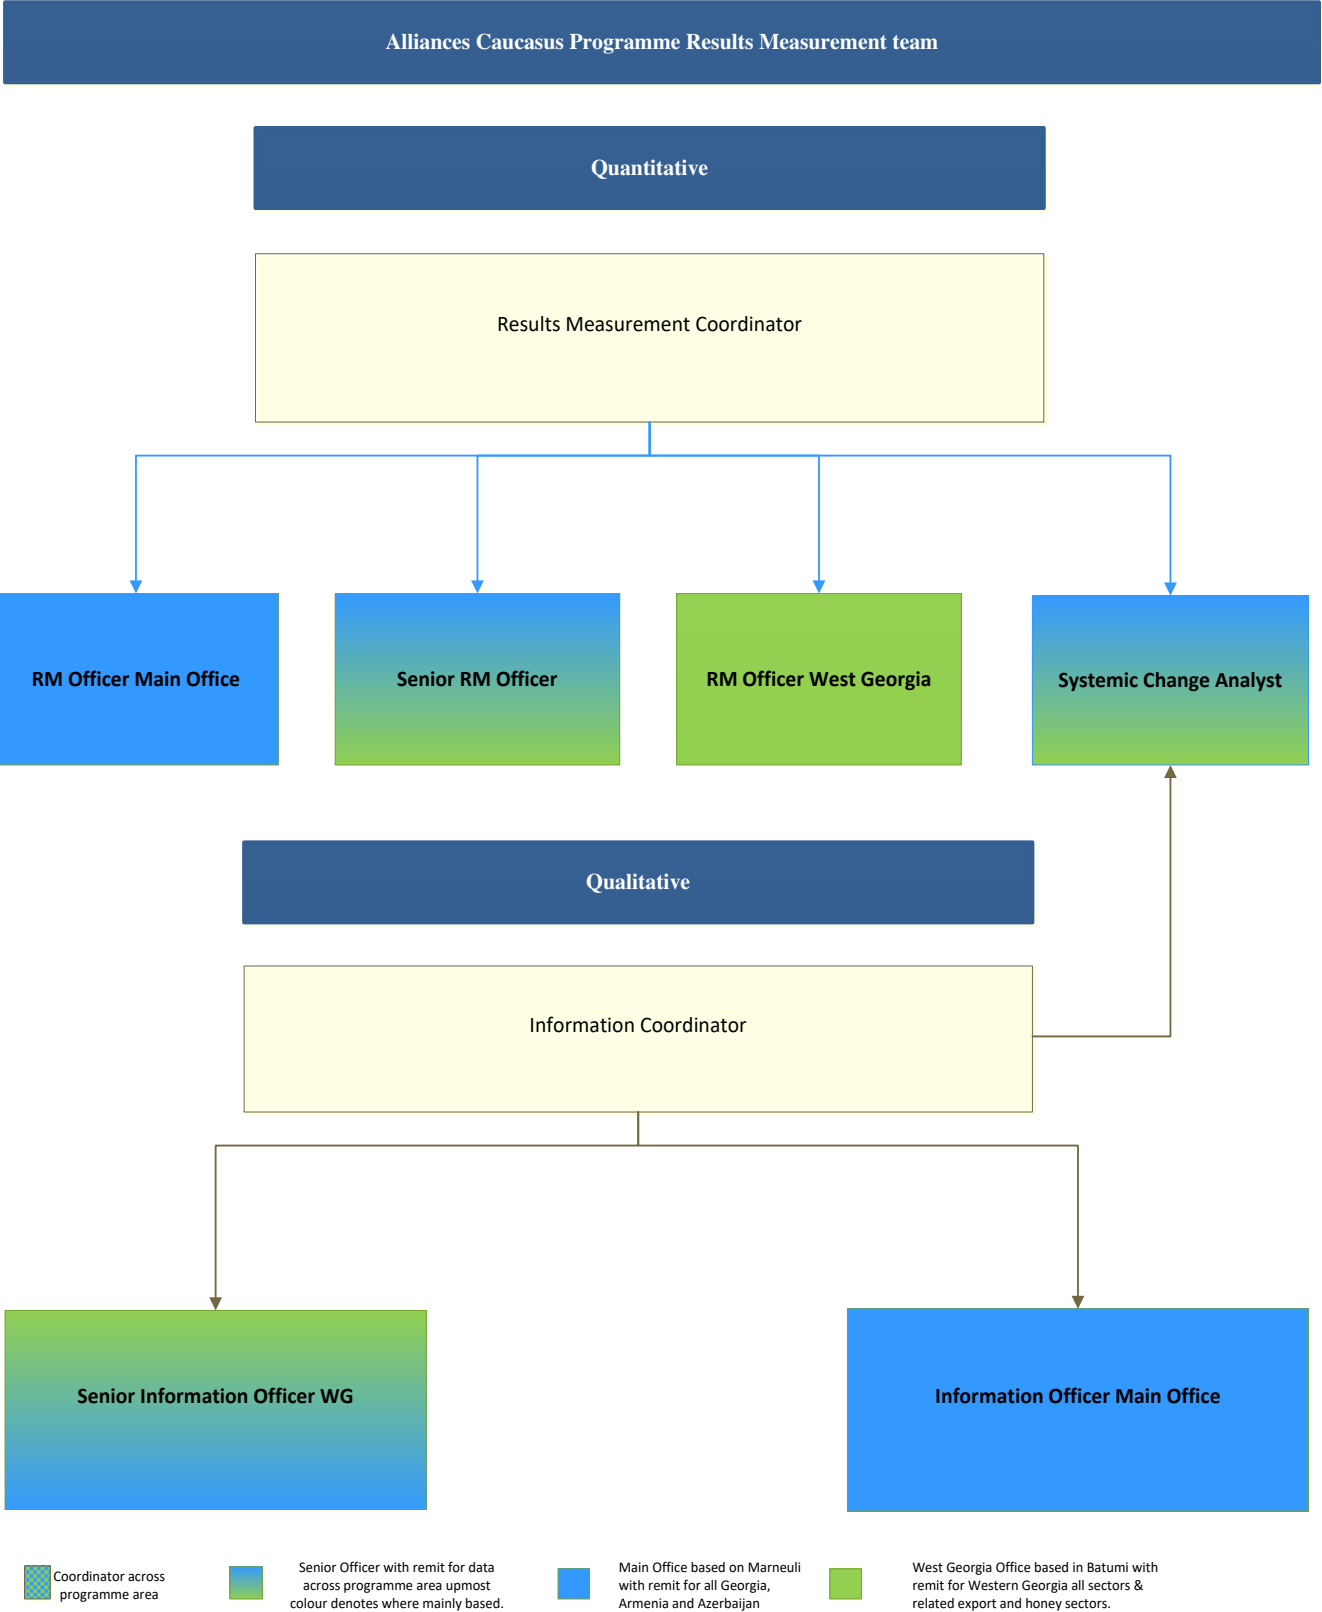 Alliances Caucasus Programme Results Measurement team
Quantitative
Results Measurement Coordinator
RM Officer Main Office
Senior RM Officer
RM Officer West Georgia
Systemic Change Analyst
Qualitative
Information Coordinator
Senior Information Officer WG
Information Officer Main Office
Coordinator across
programme area
Senior Officer with remit for data
across programme area upmost
colour denotes where mainly based.
Main Office based on Marneuli
with remit for all Georgia,
Armenia and Azerbaijan
West Georgia Office based in Batumi with
remit for Western Georgia all sectors &
related export and honey sectors.